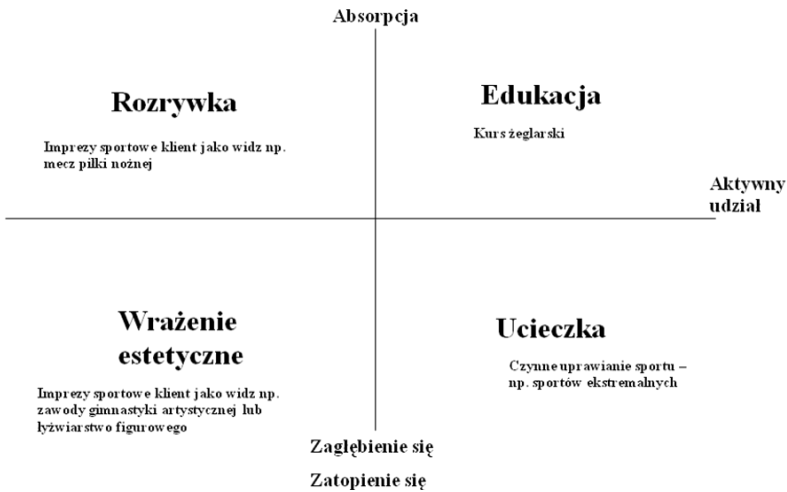 Absorpcja
Rozrywka
Imprezy sportowe klient jako widz np.
mecz piłki nożnej
Edukacja
Kurs żeglarski
Aktywny
udział
Wrażenie
estetyczne
Imprezy sportowe klient jako widz np.
zawody gimnastyki artystycznej lub
łyżwiarstwo figurowego
Ucieczka
Czynne uprawianie sportu –
np. sportów ekstremalnych
Zagłębienie się
Zatopienie się